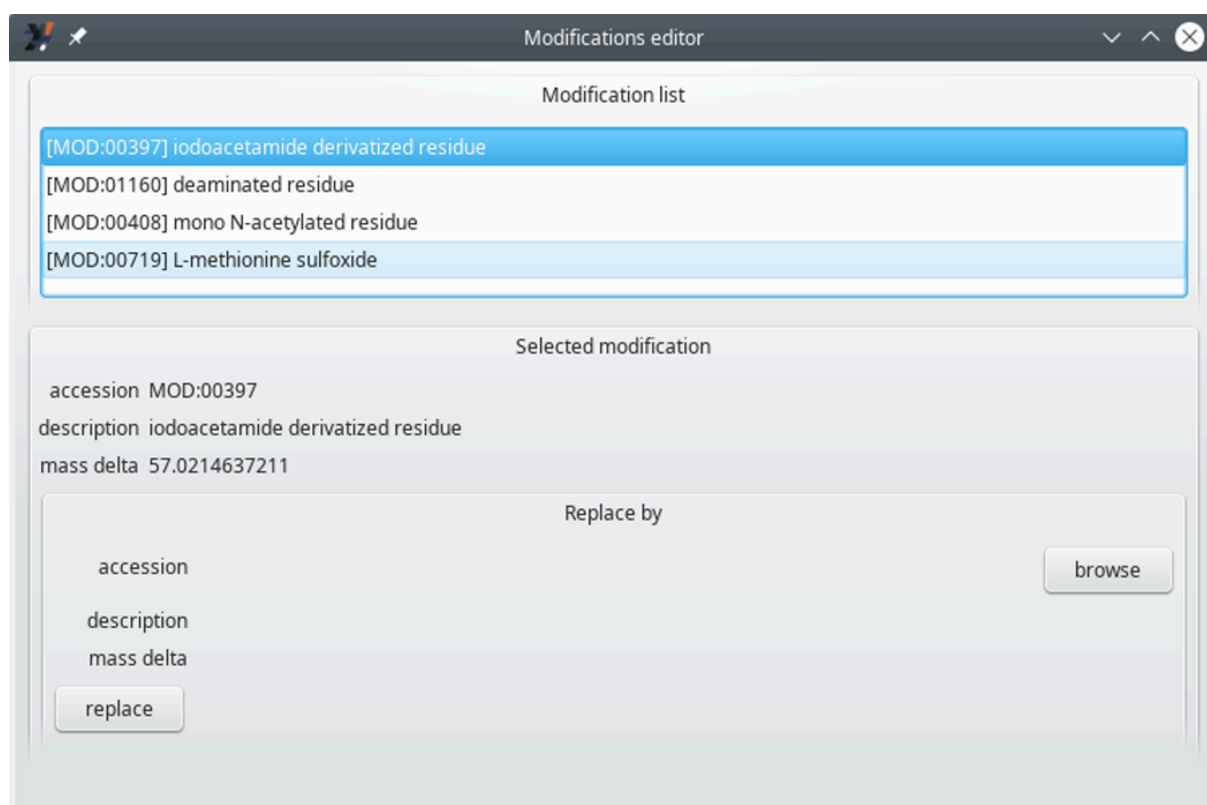 Modifications editor
Modification list
[MOD:00397] iodoacetamide derivatized residue
[MOD:01160] deaminated residue
[MOD:00408] mono N-acetylated residue
[MOD:00719] L-methionine sulfoxide
Selected modification
accession MOD:00397
description iodoacetamide derivatized residue
mass delta 57.0214637211
Replace by
accession browse
description
mass delta
replace